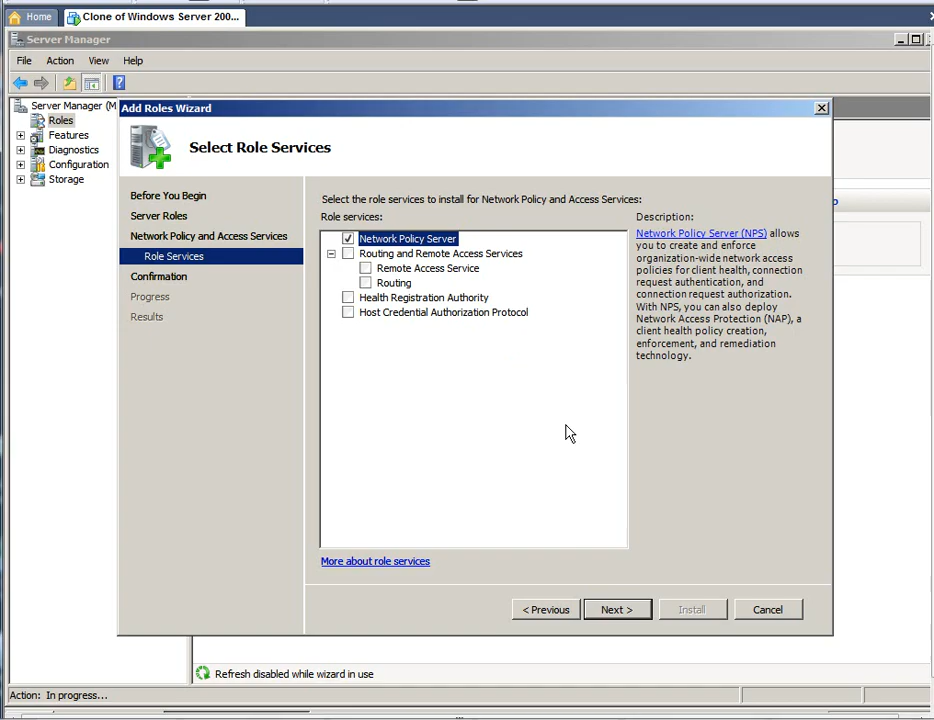 Home
Clone of Windows Server 200...
Server Manager
File Action View Help
Server Manager (M
Roles
Features
Diagnostics
Configuration
Storage
Add Roles Wizard
Select Role Services
Before You Begin
Server Roles
Network Policy and Access Services
Role Services
Confirmation
Progress
Results
Select the role services to install for Network Policy and Access Services:
Role services:
Network Policy Server
Routing and Remote Access Services
Remote Access Service
Routing
Health Registration Authority
Host Credential Authorization Protocol
More about role services
Description:
Network Policy Server (NPS) allows
you to create and enforce
organization-wide network access
policies for client health, connection
request authentication, and
connection request authorization.
With NPS, you can also deploy
Network Access Protection (NAP), a
client health policy creation,
enforcement, and remediation
technology.
< Previous Next > Install Cancel
Refresh disabled while wizard in use
Action: In progress...